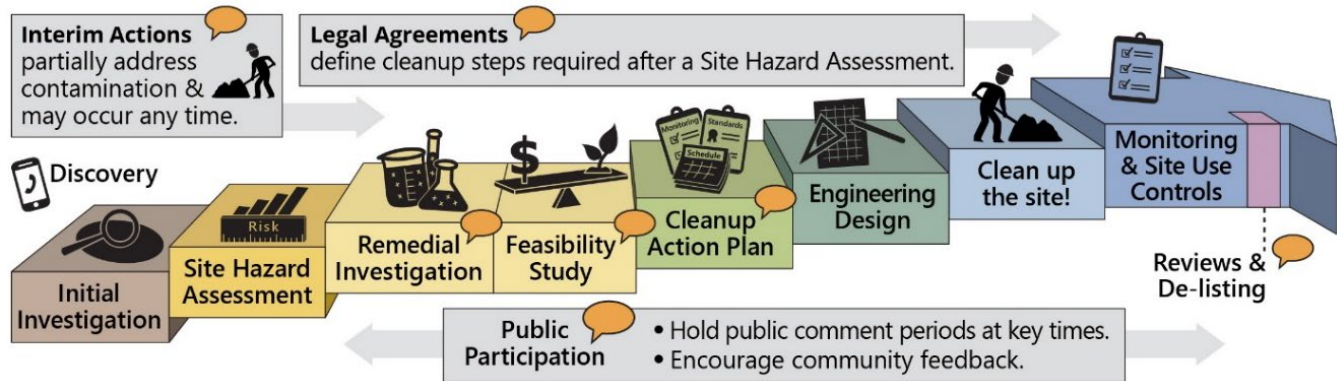 Interim Actions
partially address
contamination &
may occur any time.
Legal Agreements
define cleanup steps required after a Site Hazard Assessment.
Discovery
Initial
Investigation
Risk
Site Hazard
Assessment
Remedial
Investigation
$
Feasibility
Study
Monitoring
Standards
Schedule
Cleanup
Action Plan
Engineering
Design
Clean up
the site!
Monitoring
& Site Use
Controls
Reviews &
De-listing
Public
Participation
• Hold public comment periods at key times.
• Encourage community feedback.